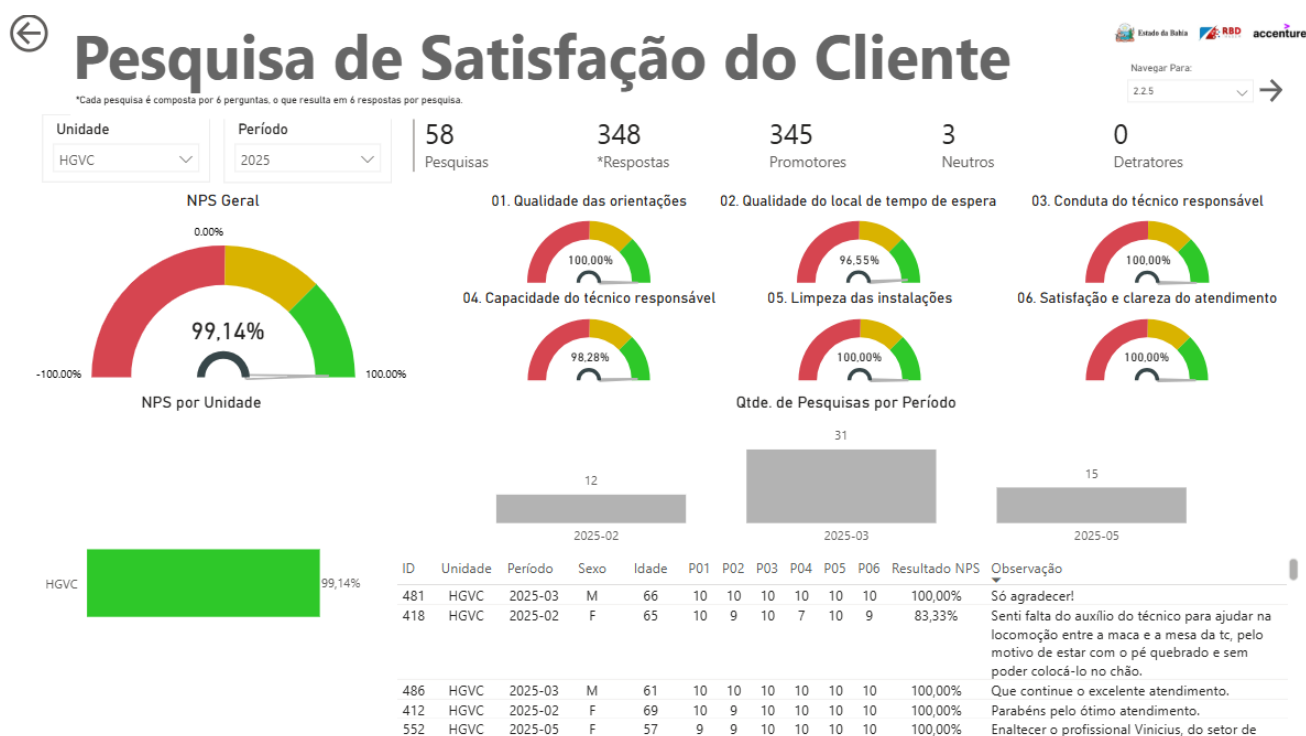 Pesquisa de Satisfação do Cliente
*Cada pesquisa é composta por 6 perguntas, o que resulta em 6 respostas por pesquisa.
Estado da Bahia
RBD
accenture
Navegar Para:
2.2.5
Unidade
HGVC
Período
2025
58
Pesquisas
348
*Respostas
345
Promotores
3
Neutros
0
Detratores
NPS Geral
0.00%
99,14%
-100.00%
100.00%
01. Qualidade das orientações
100,00%
02. Qualidade do local de tempo de espera
96,55%
03. Conduta do técnico responsável
100,00%
04. Capacidade do técnico responsável
98,28%
05. Limpeza das instalações
100,00%
06. Satisfação e clareza do atendimento
100,00%
NPS por Unidade
HGVC
99,14%
Qtde. de Pesquisas por Período
12
31
15
2025-02
2025-03
2025-05
ID Unidade Período Sexo Idade P01 P02 P03 P04 P05 P06 Resultado NPS Observação
481 HGVC 2025-03 M 66 10 10 10 10 10 10 100,00% Só agradecer!
418 HGVC 2025-02 F 65 10 9 10 7 10 9 83,33% Senti falta do auxílio do técnico para ajudar na
locomoção entre a maca e a mesa da tc, pelo
motivo de estar com o pé quebrado e sem
poder colocá-lo no chão.
486 HGVC 2025-03 M 61 10 10 10 10 10 10 100,00% Que continue o excelente atendimento.
412 HGVC 2025-02 F 69 10 9 10 10 10 10 100,00% Parabéns pelo ótimo atendimento.
552 HGVC 2025-05 F 57 9 9 10 10 10 10 100,00% Enaltecer o profissional Vinicius, do setor de